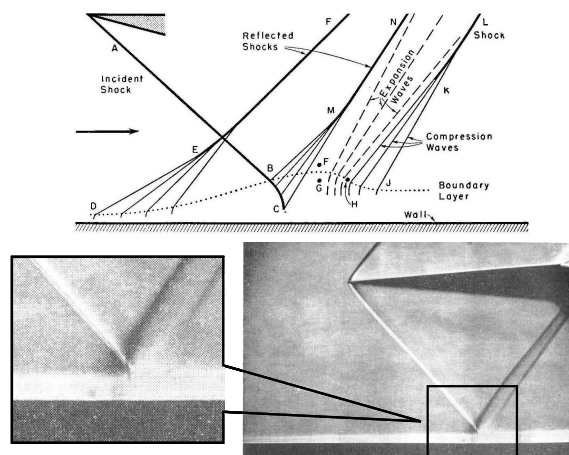 F
N
L
A
Reflected
Shocks
Shock
Incident
Shock
Expansion
Waves
K
M
E
Compression
Waves
B
F
G
H
J
Boundary
Layer
D
C
Wall